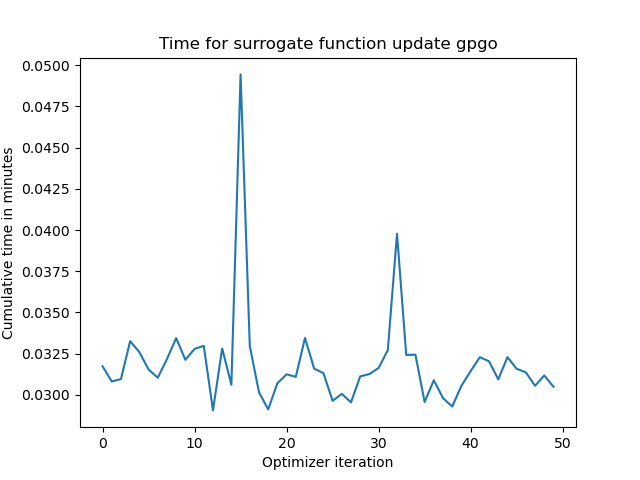 Time for surrogate function update gpgo
Cumulative time in minutes
0.0500
0.0475
0.0450
0.0425
0.0400
0.0375
0.0350
0.0325
0.0300
0 10 20 30 40 50
Optimizer iteration